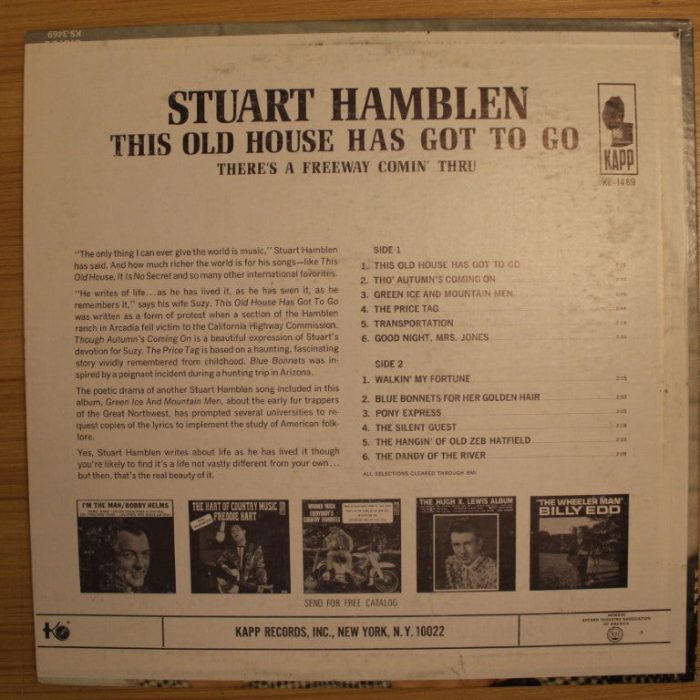 KS-3469
STUART HAMBLEN
THIS OLD HOUSE HAS GOT TO GO
THERE'S A FREEWAY COMIN' THRU
KAPP
KL-1469
"The only thing I can ever give the world is music," Stuart Hamblen
has said. And how much richer the world is for his songs—like This
Old House, It Is No Secret and so many other international favorites.
"He writes of life...as he has lived it, as he has seen it, as he
remembers it," says his wife Suzy. This Old House Has Got To Go
was written as a form of protest when a section of the Hamblen
ranch in Arcadia fell victim to the California Highway Commission.
Though Autumn's Coming On is a beautiful expression of Stuart's
devotion for Suzy. The Price Tag is based on a haunting, fascinating
story vividly remembered from childhood. Blue Bonnets was in-
spired by a poignant incident during a hunting trip in Arizona.
The poetic drama of another Stuart Hamblen song included in this
album, Green Ice And Mountain Men, about the early fur trappers
of the Great Northwest, has prompted several universities to re-
quest copies of the lyrics to implement the study of American folk-
lore.
Yes, Stuart Hamblen writes about life as he has lived it though
you're likely to find it's a life not vastly different from your own...
but then, that's the real beauty of it.
SIDE 1
1. THIS OLD HOUSE HAS GOT TO GO
2. THO' AUTUMN'S COMING ON
3. GREEN ICE AND MOUNTAIN MEN
4. THE PRICE TAG
5. TRANSPORTATION
6. GOOD NIGHT, MRS. JONES
SIDE 2
1. WALKIN' MY FORTUNE
2. BLUE BONNETS FOR HER GOLDEN HAIR
3. PONY EXPRESS
4. THE SILENT GUEST
5. THE HANGIN' OF OLD ZEB HATFIELD
6. THE DANDY OF THE RIVER
ALL SELECTIONS CLEARED THROUGH BMI
I'M THE MAN/BOBBY HELMS
THE HART OF COUNTRY MUSIC
FREDDIE HART
WARNER MACK
EVERYBODY'S
COUNTRY FAVORITES
THE HUGH X. LEWIS ALBUM
"THE WHEELER MAN"
BILLY EDD
SEND FOR FREE CATALOG
KAPP RECORDS, INC., NEW YORK, N.Y. 10022
RECORD INDUSTRY ASSOCIATION
OF AMERICA